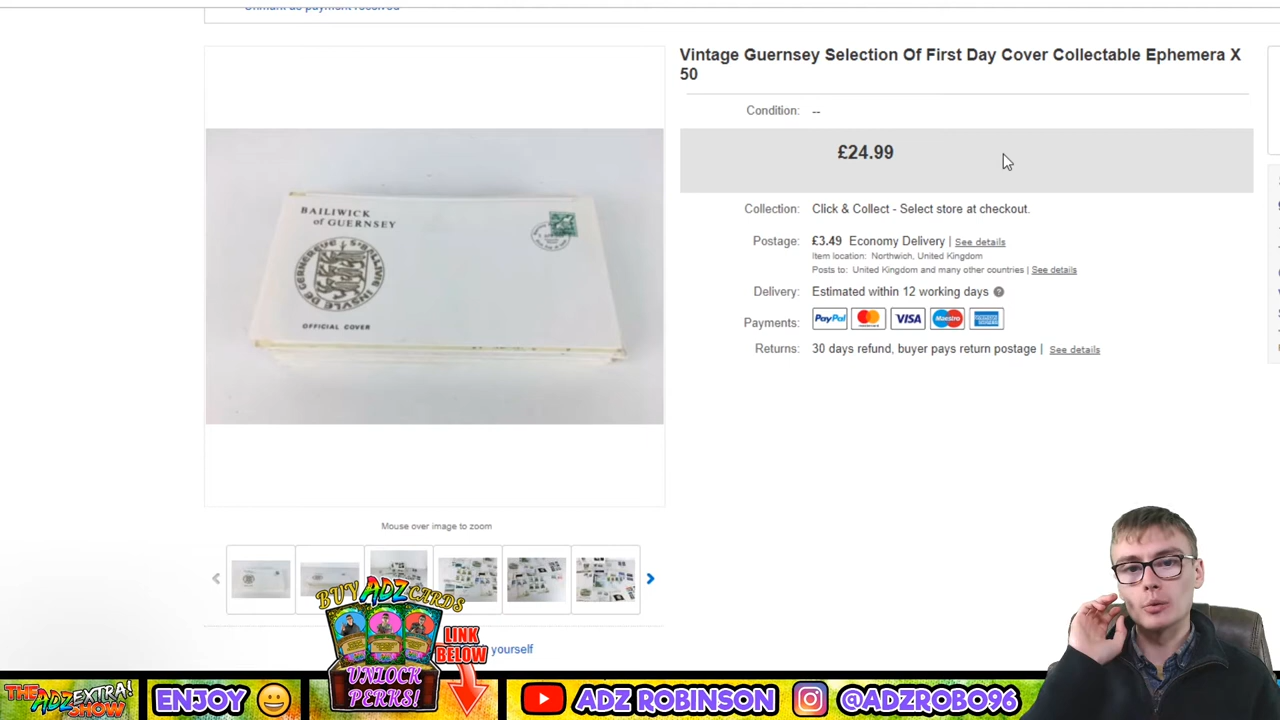 Vintage Guernsey Selection Of First Day Cover Collectable Ephemera X
50
Condition: --
£24.99
Collection: Click & Collect - Select store at checkout.
Postage: £3.49 Economy Delivery | See details
Item location: Northwich, United Kingdom
Posts to: United Kingdom and many other countries | See details
Delivery: Estimated within 12 working days
Payments: PayPal VISA Maestro
Returns: 30 days refund, buyer pays return postage | See details
BAILIWICK
of GUERNSEY
OFFICIAL COVER
Mouse over image to zoom
yourself
BUY ADZ CARDS
LINK
BELOW
UNLOCK
PERKS!
THE ADZ EXTRA! SHOW
ENJOY
ADZ ROBINSON
@ADZROBO96